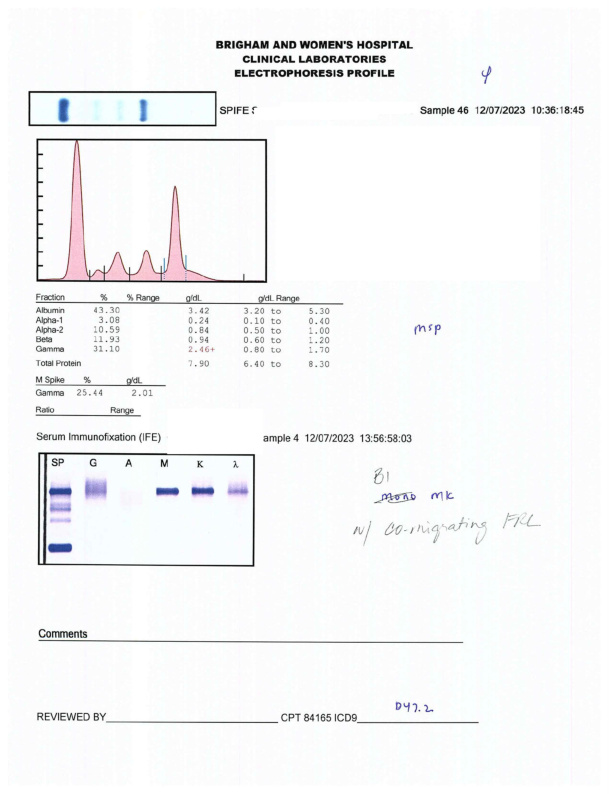 BRIGHAM AND WOMEN'S HOSPITAL
CLINICAL LABORATORIES
ELECTROPHORESIS PROFILE
φ
SPIFE S
Sample 46 12/07/2023 10:36:18:45
Fraction % % Range g/dL g/dL Range
Albumin 43.30 3.42 3.20 to 5.30
Alpha-1 3.08 0.24 0.10 to 0.40
Alpha-2 10.59 0.84 0.50 to 1.00
Beta 11.93 0.94 0.60 to 1.20
Gamma 31.10 2.46+ 0.80 to 1.70
Total Protein 7.90 6.40 to 8.30
msp
M Spike % g/dL
Gamma 25.44 2.01
Ratio Range
Serum Immunofixation (IFE) ample 4 12/07/2023 13:56:58:03
SP G A M K λ
BI
mono MK
w/ co-migrating FRL
Comments
REVIEWED BY CPT 84165 ICD9 D47.2